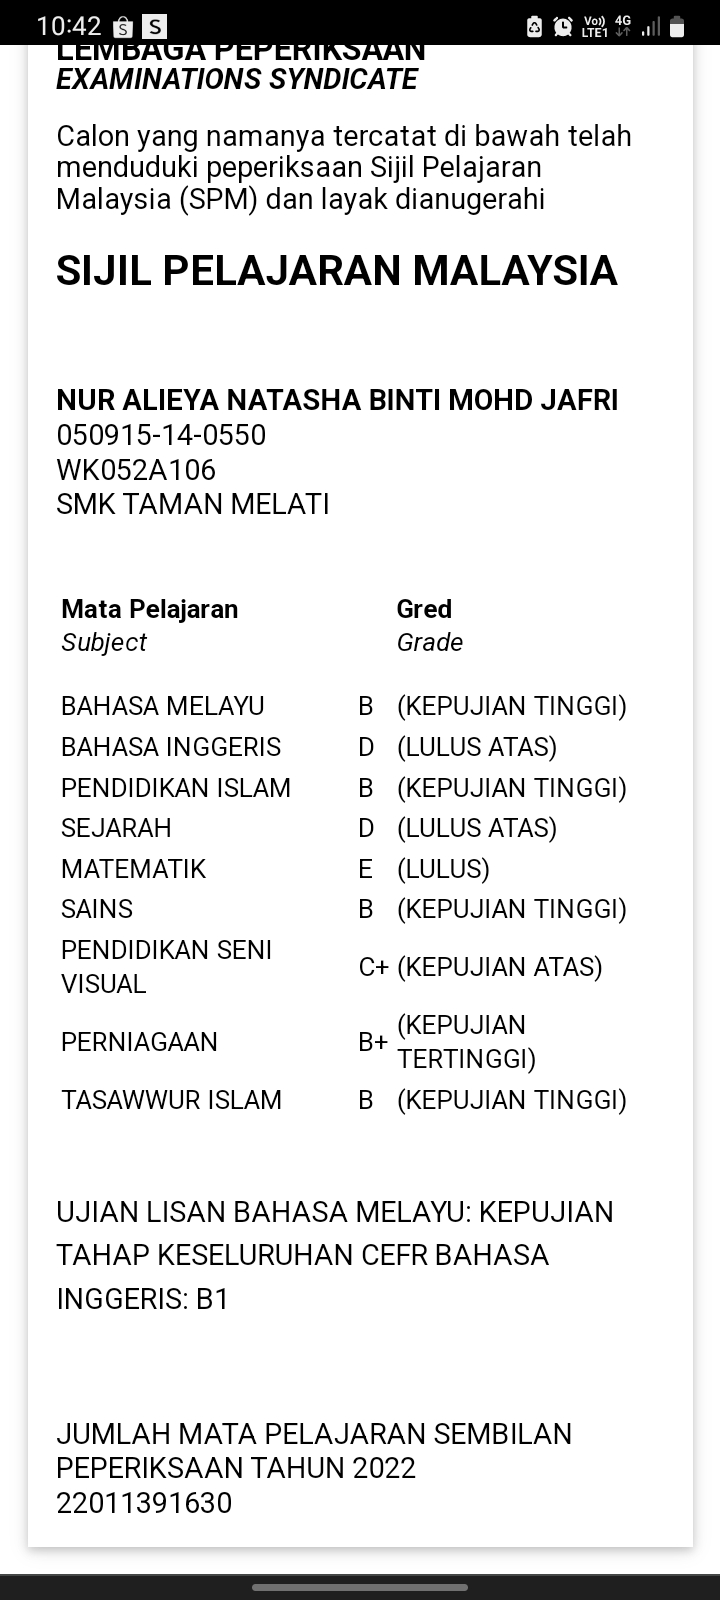 10:42 S S Vo)) LTE1 4G
LEMBAGA PEPERIKSAAN
EXAMINATIONS SYNDICATE
Calon yang namanya tercatat di bawah telah
menduduki peperiksaan Sijil Pelajaran
Malaysia (SPM) dan layak dianugerahi
SIJIL PELAJARAN MALAYSIA
NUR ALIEYA NATASHA BINTI MOHD JAFRI
050915-14-0550
WK052A106
SMK TAMAN MELATI
Mata Pelajaran Gred
Subject Grade
BAHASA MELAYU B (KEPUJIAN TINGGI)
BAHASA INGGERIS D (LULUS ATAS)
PENDIDIKAN ISLAM B (KEPUJIAN TINGGI)
SEJARAH D (LULUS ATAS)
MATEMATIK E (LULUS)
SAINS B (KEPUJIAN TINGGI)
PENDIDIKAN SENI
VISUAL C+ (KEPUJIAN ATAS)
PERNIAGAAN B+ (KEPUJIAN
TERTINGGI)
TASAWWUR ISLAM B (KEPUJIAN TINGGI)
UJIAN LISAN BAHASA MELAYU: KEPUJIAN
TAHAP KESELURUHAN CEFR BAHASA
INGGERIS: B1
JUMLAH MATA PELAJARAN SEMBILAN
PEPERIKSAAN TAHUN 2022
22011391630